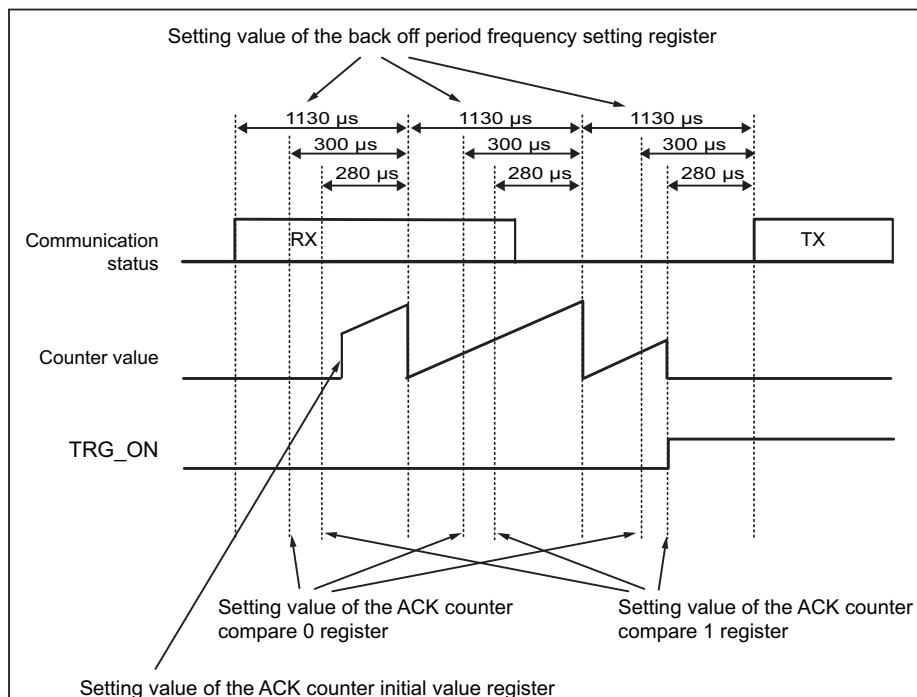 Setting value of the back off period frequency setting register
1130 µs 1130 µs 1130 µs
300 µs 300 µs 300 µs
280 µs 280 µs 280 µs
Communication
status
RX
TX
Counter value
TRG_ON
Setting value of the ACK counter
compare 0 register
Setting value of the ACK counter
compare 1 register
Setting value of the ACK counter initial value register